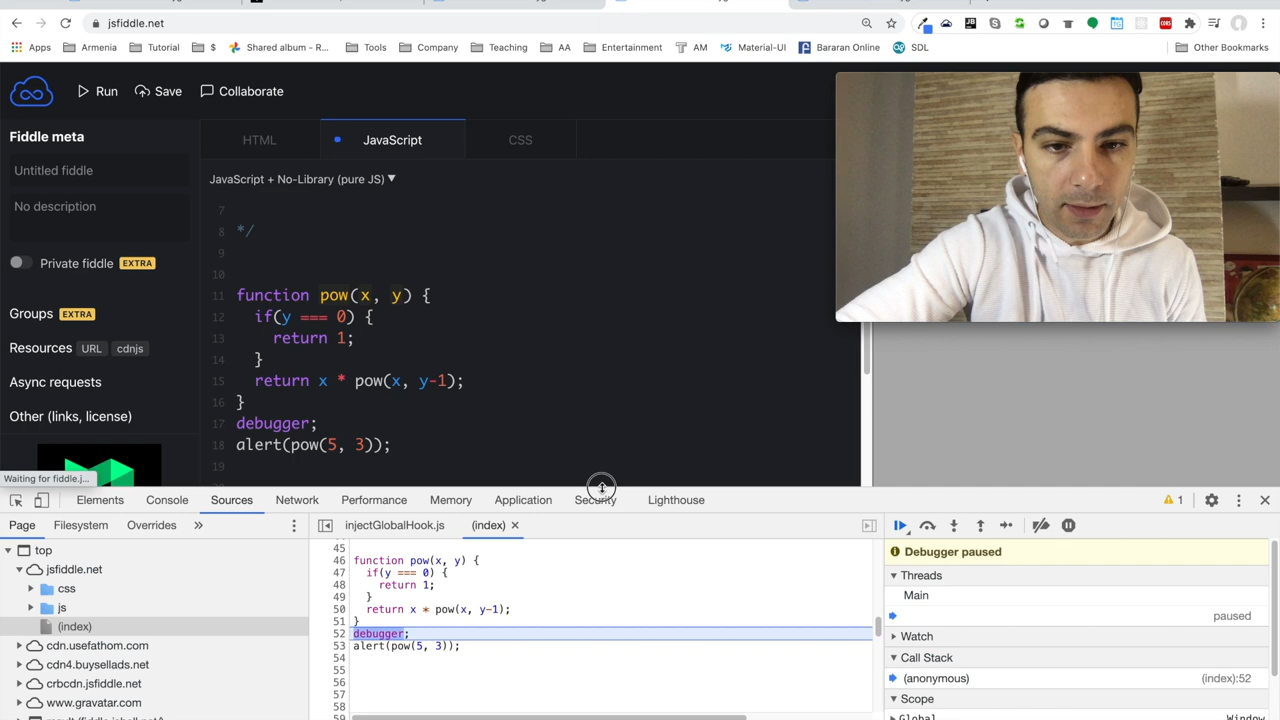 jsfiddle.net
Apps Armenia Tutorial $ Shared album - R... Tools Company Teaching AA Entertainment AM Material-UI Bararan Online SDL Other Bookmarks
Run Save Collaborate
Fiddle meta
Untitled fiddle
No description
Private fiddle EXTRA
Groups EXTRA
Resources URL cdnjs
Async requests
Other (links, license)
Waiting for fiddle.j...
HTML JavaScript CSS
JavaScript + No-Library (pure JS)
7
8 */
9
10
11 function pow(x, y) {
12 if(y === 0) {
13 return 1;
14 }
15 return x * pow(x, y-1);
16 }
17 debugger;
18 alert(pow(5, 3));
19
Elements Console Sources Network Performance Memory Application Security Lighthouse 1
Page Filesystem Overrides
top
jsfiddle.net
css
js
(index)
cdn.usefathom.com
cdn4.buysellads.net
crbcdn.jsfiddle.net
www.gravatar.com
injectGlobalHook.js (index)
45
46 function pow(x, y) {
47 if(y === 0) {
48 return 1;
49 }
50 return x * pow(x, y-1);
51 }
52 debugger;
53 alert(pow(5, 3));
54
55
56
57
58
59
Debugger paused
Threads
Main
paused
Watch
Call Stack
(anonymous) (index):52
Scope
Global Window